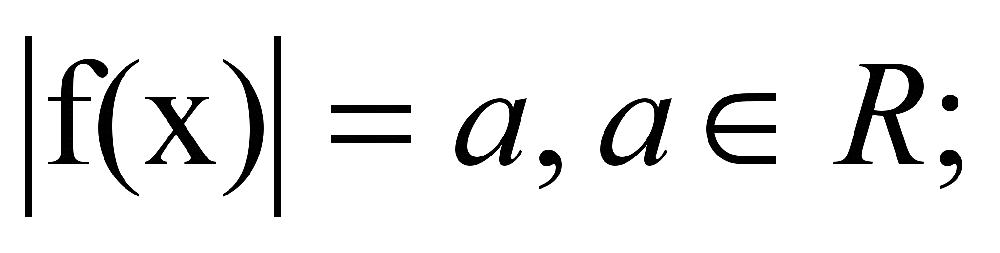 |f(x)| = a, a ∈ R;